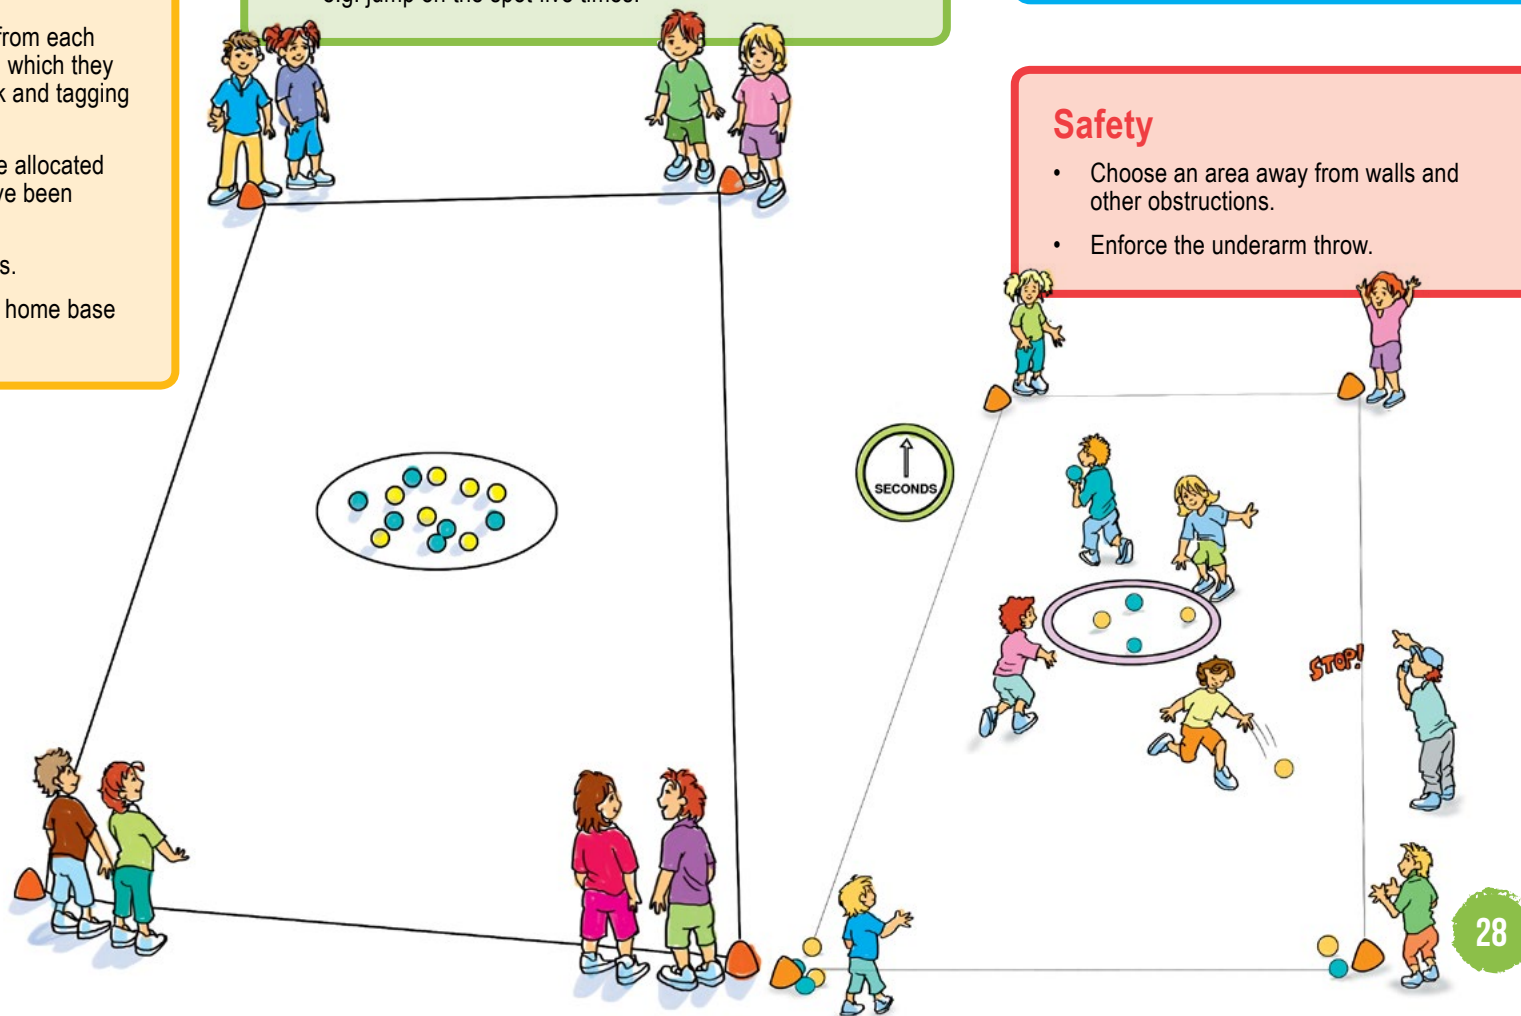 from each
which they
k and tagging
e allocated
ve been
s.
home base
Safety
• Choose an area away from walls and
other obstructions.
• Enforce the underarm throw.
SECONDS
STOP!
28